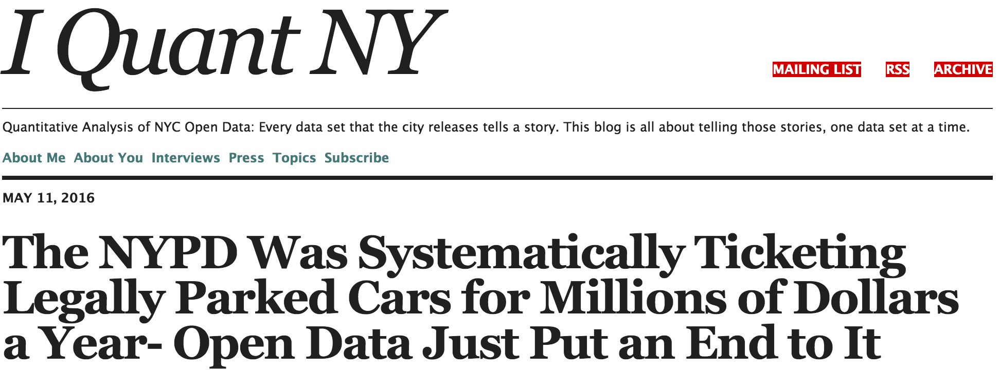 I Quant NY
MAILING LIST RSS ARCHIVE
Quantitative Analysis of NYC Open Data: Every data set that the city releases tells a story. This blog is all about telling those stories, one data set at a time.
About Me About You Interviews Press Topics Subscribe
MAY 11, 2016
The NYPD Was Systematically Ticketing
Legally Parked Cars for Millions of Dollars
a Year- Open Data Just Put an End to It